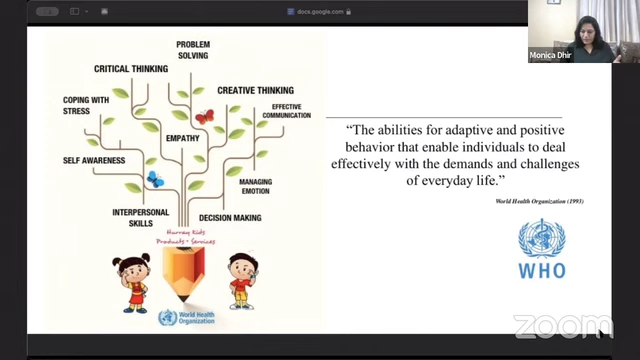 docs.google.com
Monica Dhir
PROBLEM
SOLVING
CRITICAL THINKING
CREATIVE THINKING
COPING WITH
STRESS
EFFECTIVE
COMMUNICATION
EMPATHY
SELF AWARENESS
MANAGING
EMOTION
INTERPERSONAL
SKILLS
DECISION MAKING
Hurray Kids
Products - Services
World Health
Organization
“The abilities for adaptive and positive
behavior that enable individuals to deal
effectively with the demands and challenges
of everyday life.”
World Health Organization (1993)
WHO
zoom